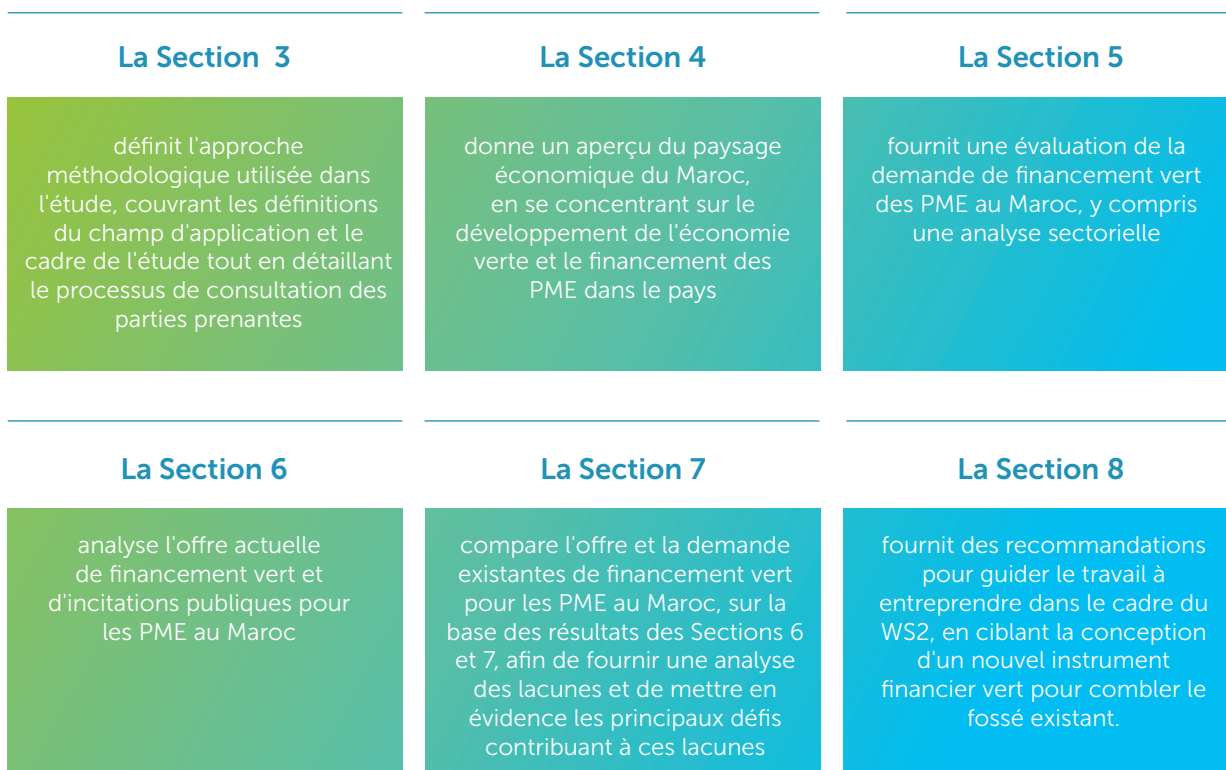 La Section 3
définit l'approche
méthodologique utilisée dans
l'étude, couvrant les définitions
du champ d'application et le
cadre de l'étude tout en détaillant
le processus de consultation des
parties prenantes
La Section 4
donne un aperçu du paysage
économique du Maroc,
en se concentrant sur le
développement de l'économie
verte et le financement des
PME dans le pays
La Section 5
fournit une évaluation de la
demande de financement vert
des PME au Maroc, y compris
une analyse sectorielle
La Section 6
analyse l'offre actuelle
de financement vert et
d'incitations publiques pour
les PME au Maroc
La Section 7
compare l'offre et la demande
existantes de financement vert
pour les PME au Maroc, sur la
base des résultats des Sections 6
et 7, afin de fournir une analyse
des lacunes et de mettre en
évidence les principaux défis
contribuant à ces lacunes
La Section 8
fournit des recommandations
pour guider le travail à
entreprendre dans le cadre du
WS2, en ciblant la conception
d'un nouvel instrument
financier vert pour combler le
fossé existant.